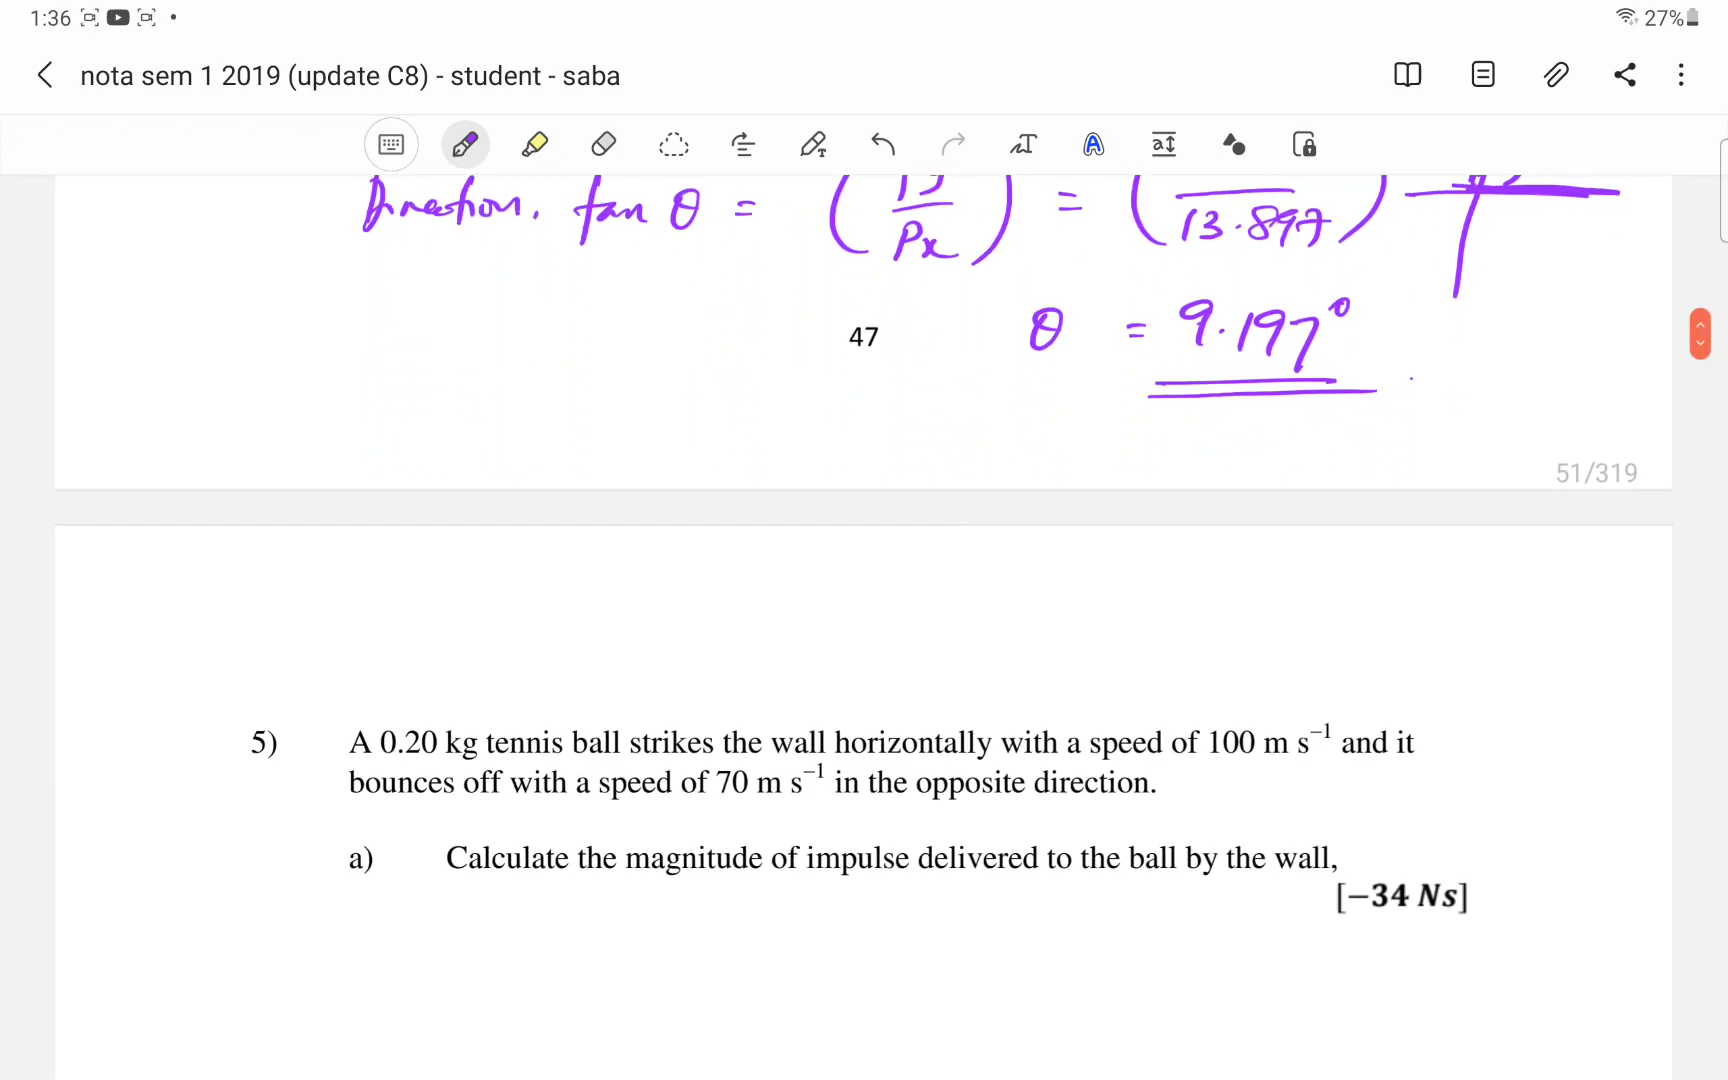 1:36
27%
nota sem 1 2019 (update C8) - student - saba
Direction, tan θ = ( / Px ) = ( / 13.897 )
θ = 9.197°
47
51/319
5) A 0.20 kg tennis ball strikes the wall horizontally with a speed of 100 m s⁻¹ and it
bounces off with a speed of 70 m s⁻¹ in the opposite direction.
a) Calculate the magnitude of impulse delivered to the ball by the wall,
[−34 Ns]